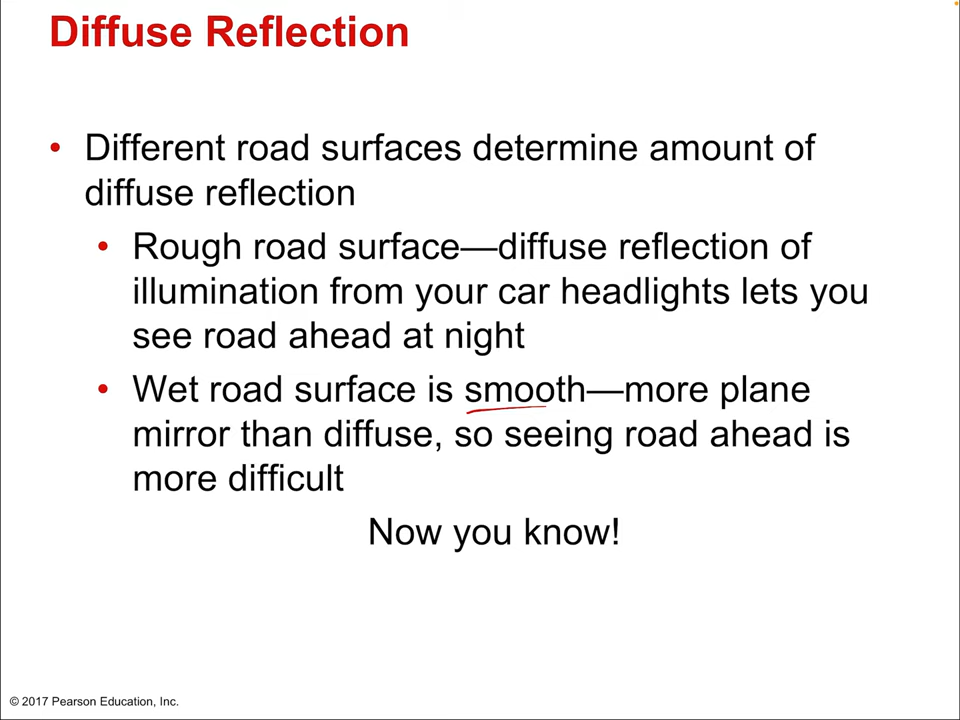 Diffuse Reflection
• Different road surfaces determine amount of
diffuse reflection
• Rough road surface—diffuse reflection of
illumination from your car headlights lets you
see road ahead at night
• Wet road surface is smooth—more plane
mirror than diffuse, so seeing road ahead is
more difficult
Now you know!
© 2017 Pearson Education, Inc.